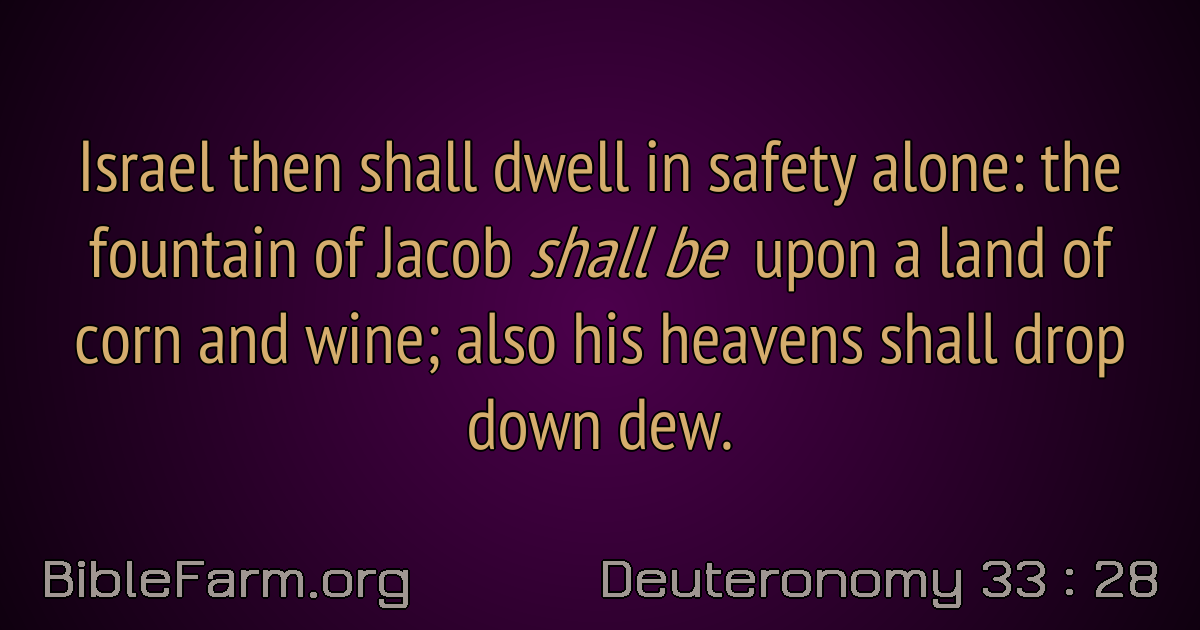 Israel then shall dwell in safety alone: the
fountain of Jacob shall be upon a land of
corn and wine; also his heavens shall drop
down dew.
BibleFarm.org
Deuteronomy 33 : 28